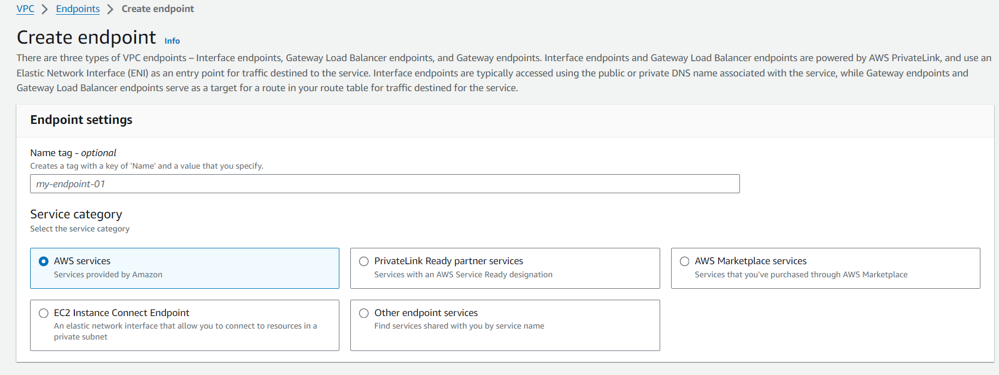 VPC > Endpoints > Create endpoint
Create endpoint Info
There are three types of VPC endpoints – Interface endpoints, Gateway Load Balancer endpoints, and Gateway endpoints. Interface endpoints and Gateway Load Balancer endpoints are powered by AWS PrivateLink, and use an
Elastic Network Interface (ENI) as an entry point for traffic destined to the service. Interface endpoints are typically accessed using the public or private DNS name associated with the service, while Gateway endpoints and
Gateway Load Balancer endpoints serve as a target for a route in your route table for traffic destined for the service.
Endpoint settings
Name tag - optional
Creates a tag with a key of 'Name' and a value that you specify.
my-endpoint-01
Service category
Select the service category
AWS services
Services provided by Amazon
PrivateLink Ready partner services
Services with an AWS Service Ready designation
AWS Marketplace services
Services that you've purchased through AWS Marketplace
EC2 Instance Connect Endpoint
An elastic network interface that allow you to connect to resources in a
private subnet
Other endpoint services
Find services shared with you by service name